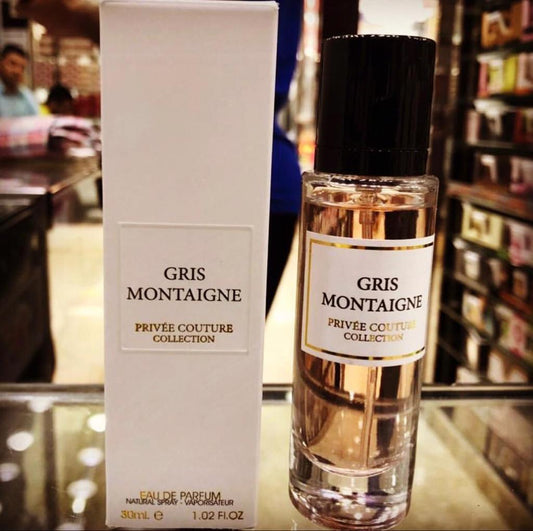 GRIS
MONTAIGNE
PRIVÉE COUTURE
COLLECTION
EAU DE PARFUM
NATURAL SPRAY - VAPORISATEUR
30ml. e 1.02 Fl.OZ
GRIS
MONTAIGNE
PRIVÉE COUTURE
COLLECTION